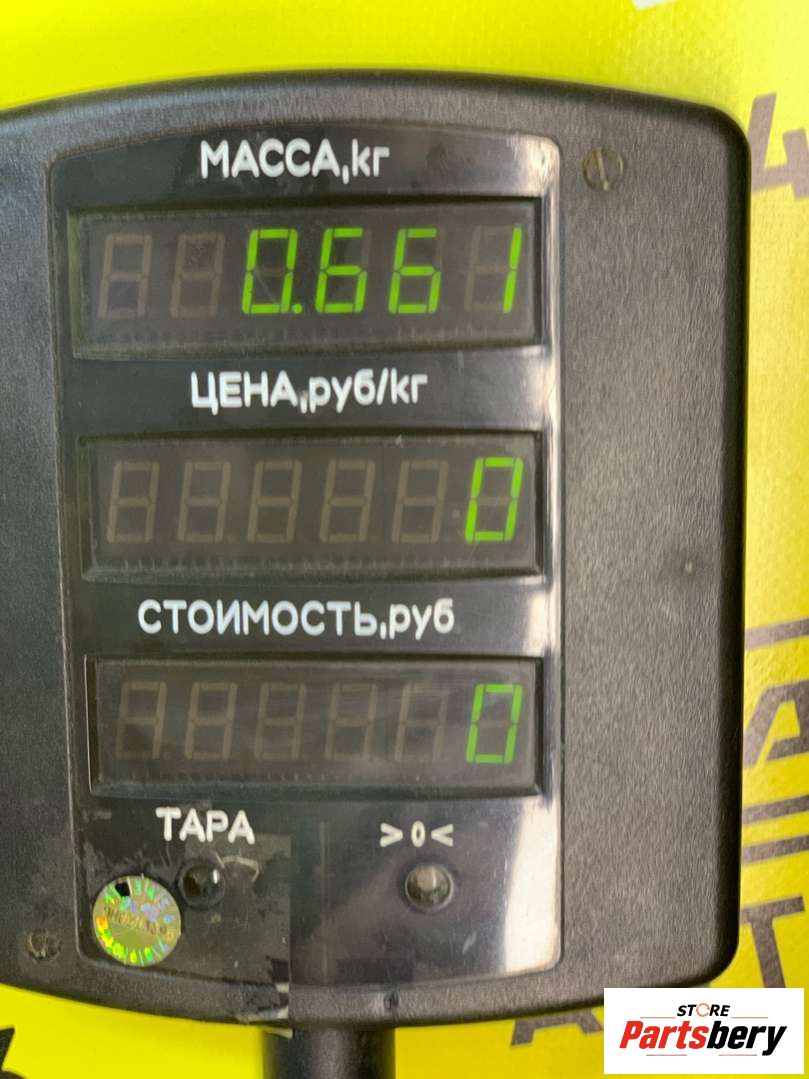 МАССА,кг
0.661
ЦЕНА,руб/кг
0
СТОИМОСТЬ,руб
0
ТАРА
>0<
STORE
Partsbery